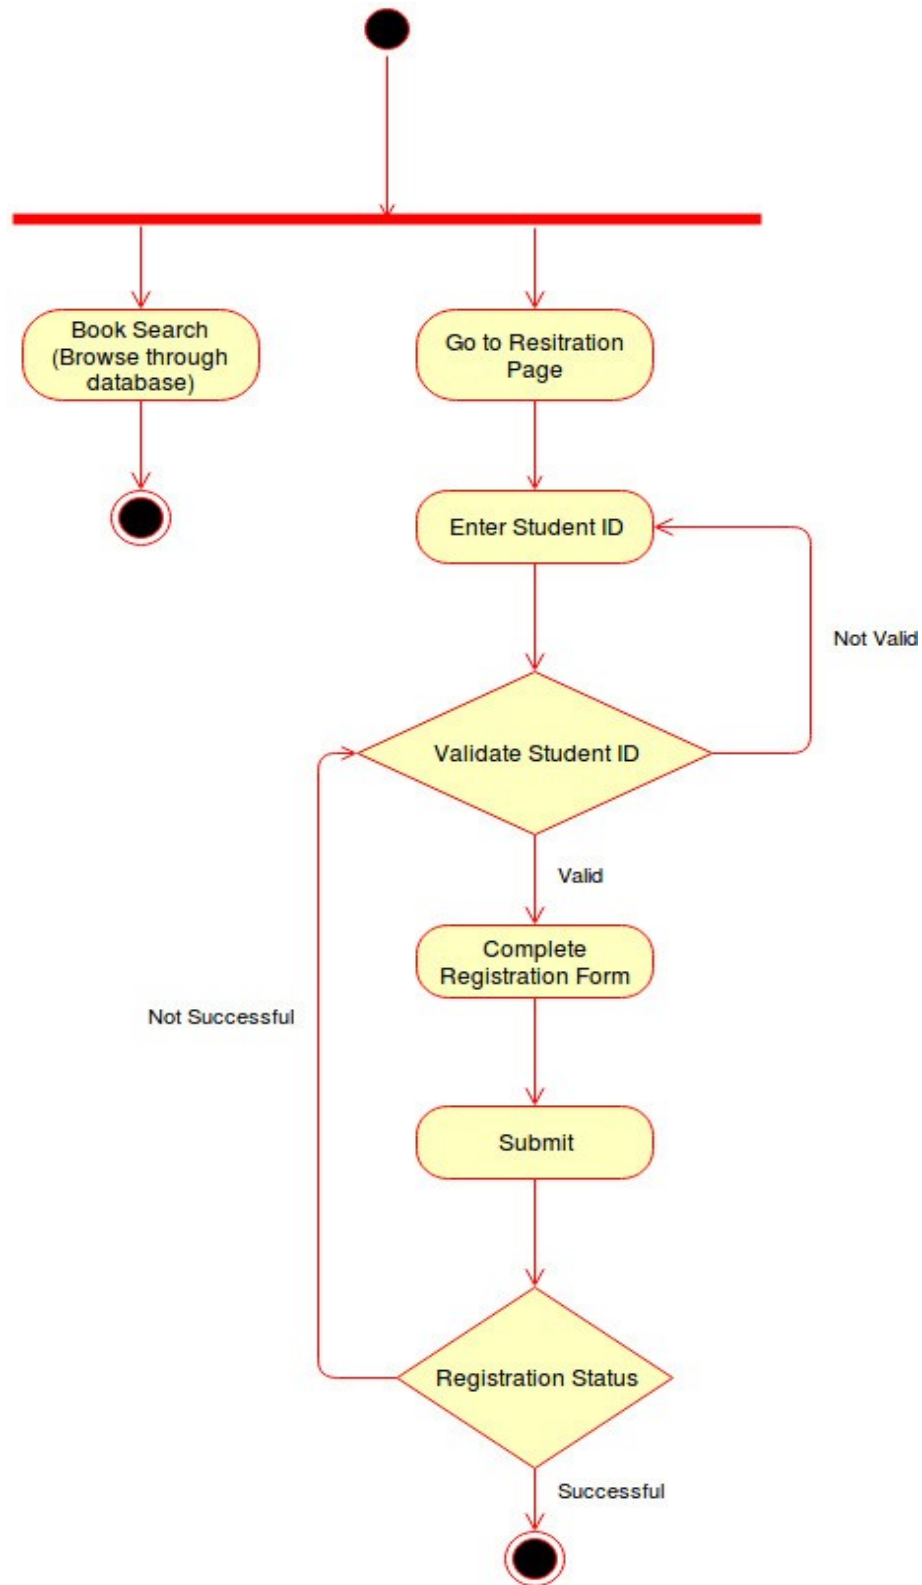 Book Search
(Browse through
database)
Go to Resitration
Page
Enter Student ID
Not Valid
Validate Student ID
Valid
Complete
Registration Form
Not Successful
Submit
Registration Status
Successful